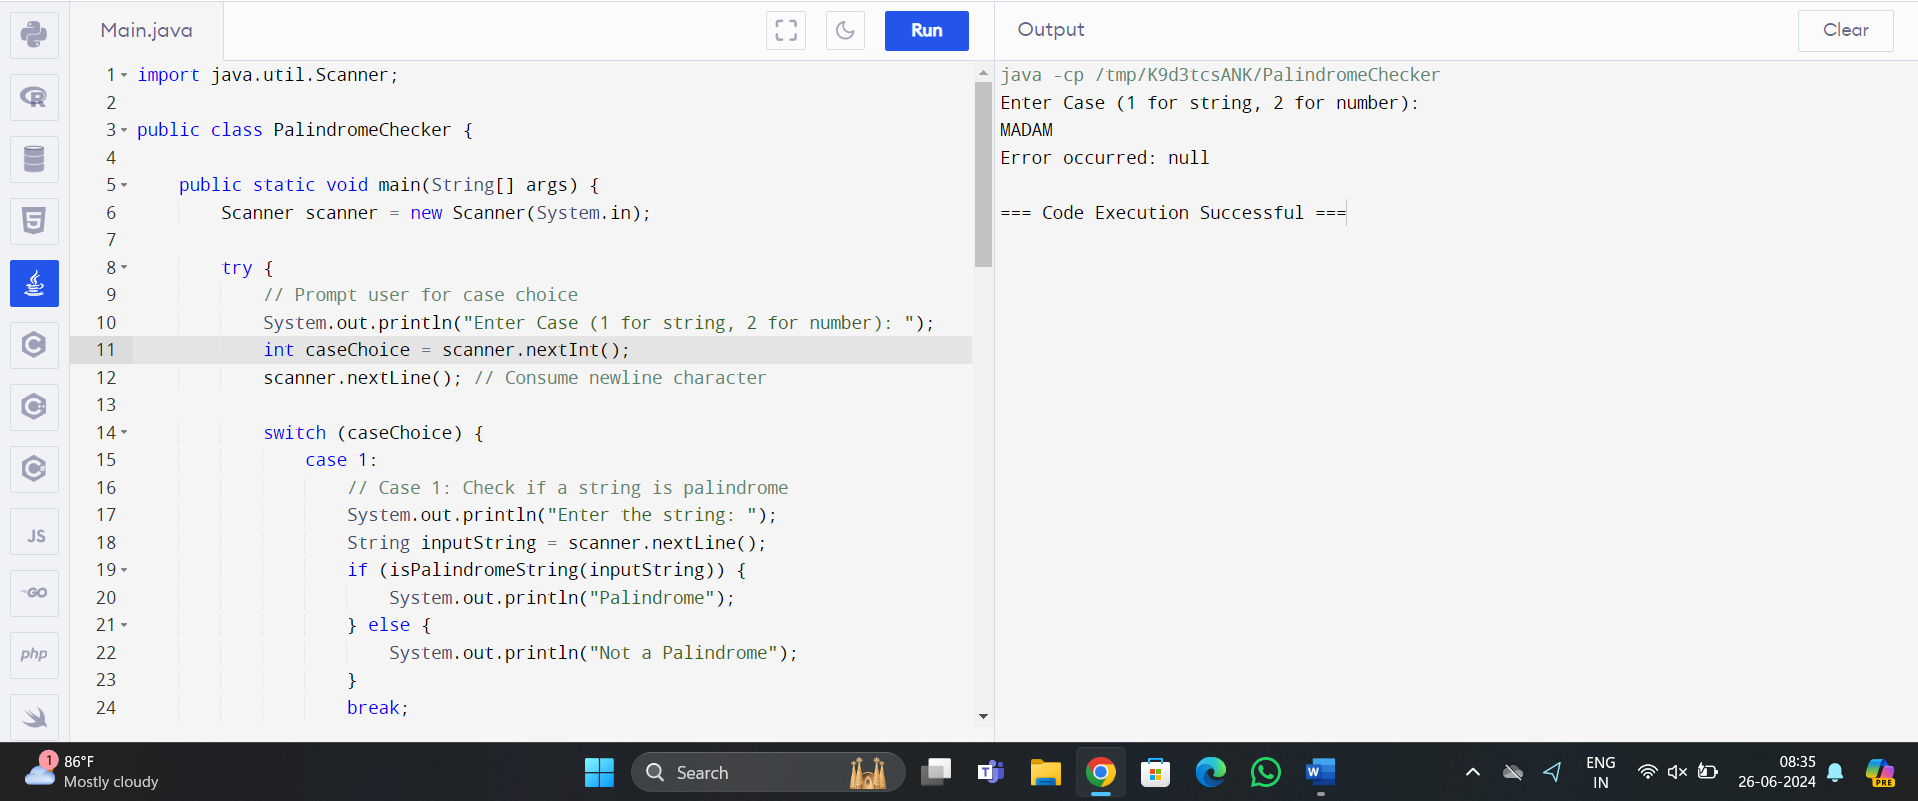 Main.java
Run
Output
Clear
1 import java.util.Scanner;
2
3 public class PalindromeChecker {
4
5 public static void main(String[] args) {
6 Scanner scanner = new Scanner(System.in);
7
8 try {
9 // Prompt user for case choice
10 System.out.println("Enter Case (1 for string, 2 for number): ");
11 int caseChoice = scanner.nextInt();
12 scanner.nextLine(); // Consume newline character
13
14 switch (caseChoice) {
15 case 1:
16 // Case 1: Check if a string is palindrome
17 System.out.println("Enter the string: ");
18 String inputString = scanner.nextLine();
19 if (isPalindromeString(inputString)) {
20 System.out.println("Palindrome");
21 } else {
22 System.out.println("Not a Palindrome");
23 }
24 break;
java -cp /tmp/K9d3tcsANK/PalindromeChecker
Enter Case (1 for string, 2 for number):
MADAM
Error occurred: null
=== Code Execution Successful ===
R
5
C
C
C
JS
GO
php
1
86°F
Mostly cloudy
Search
T
W
ENG
IN
08:35
26-06-2024
PRE